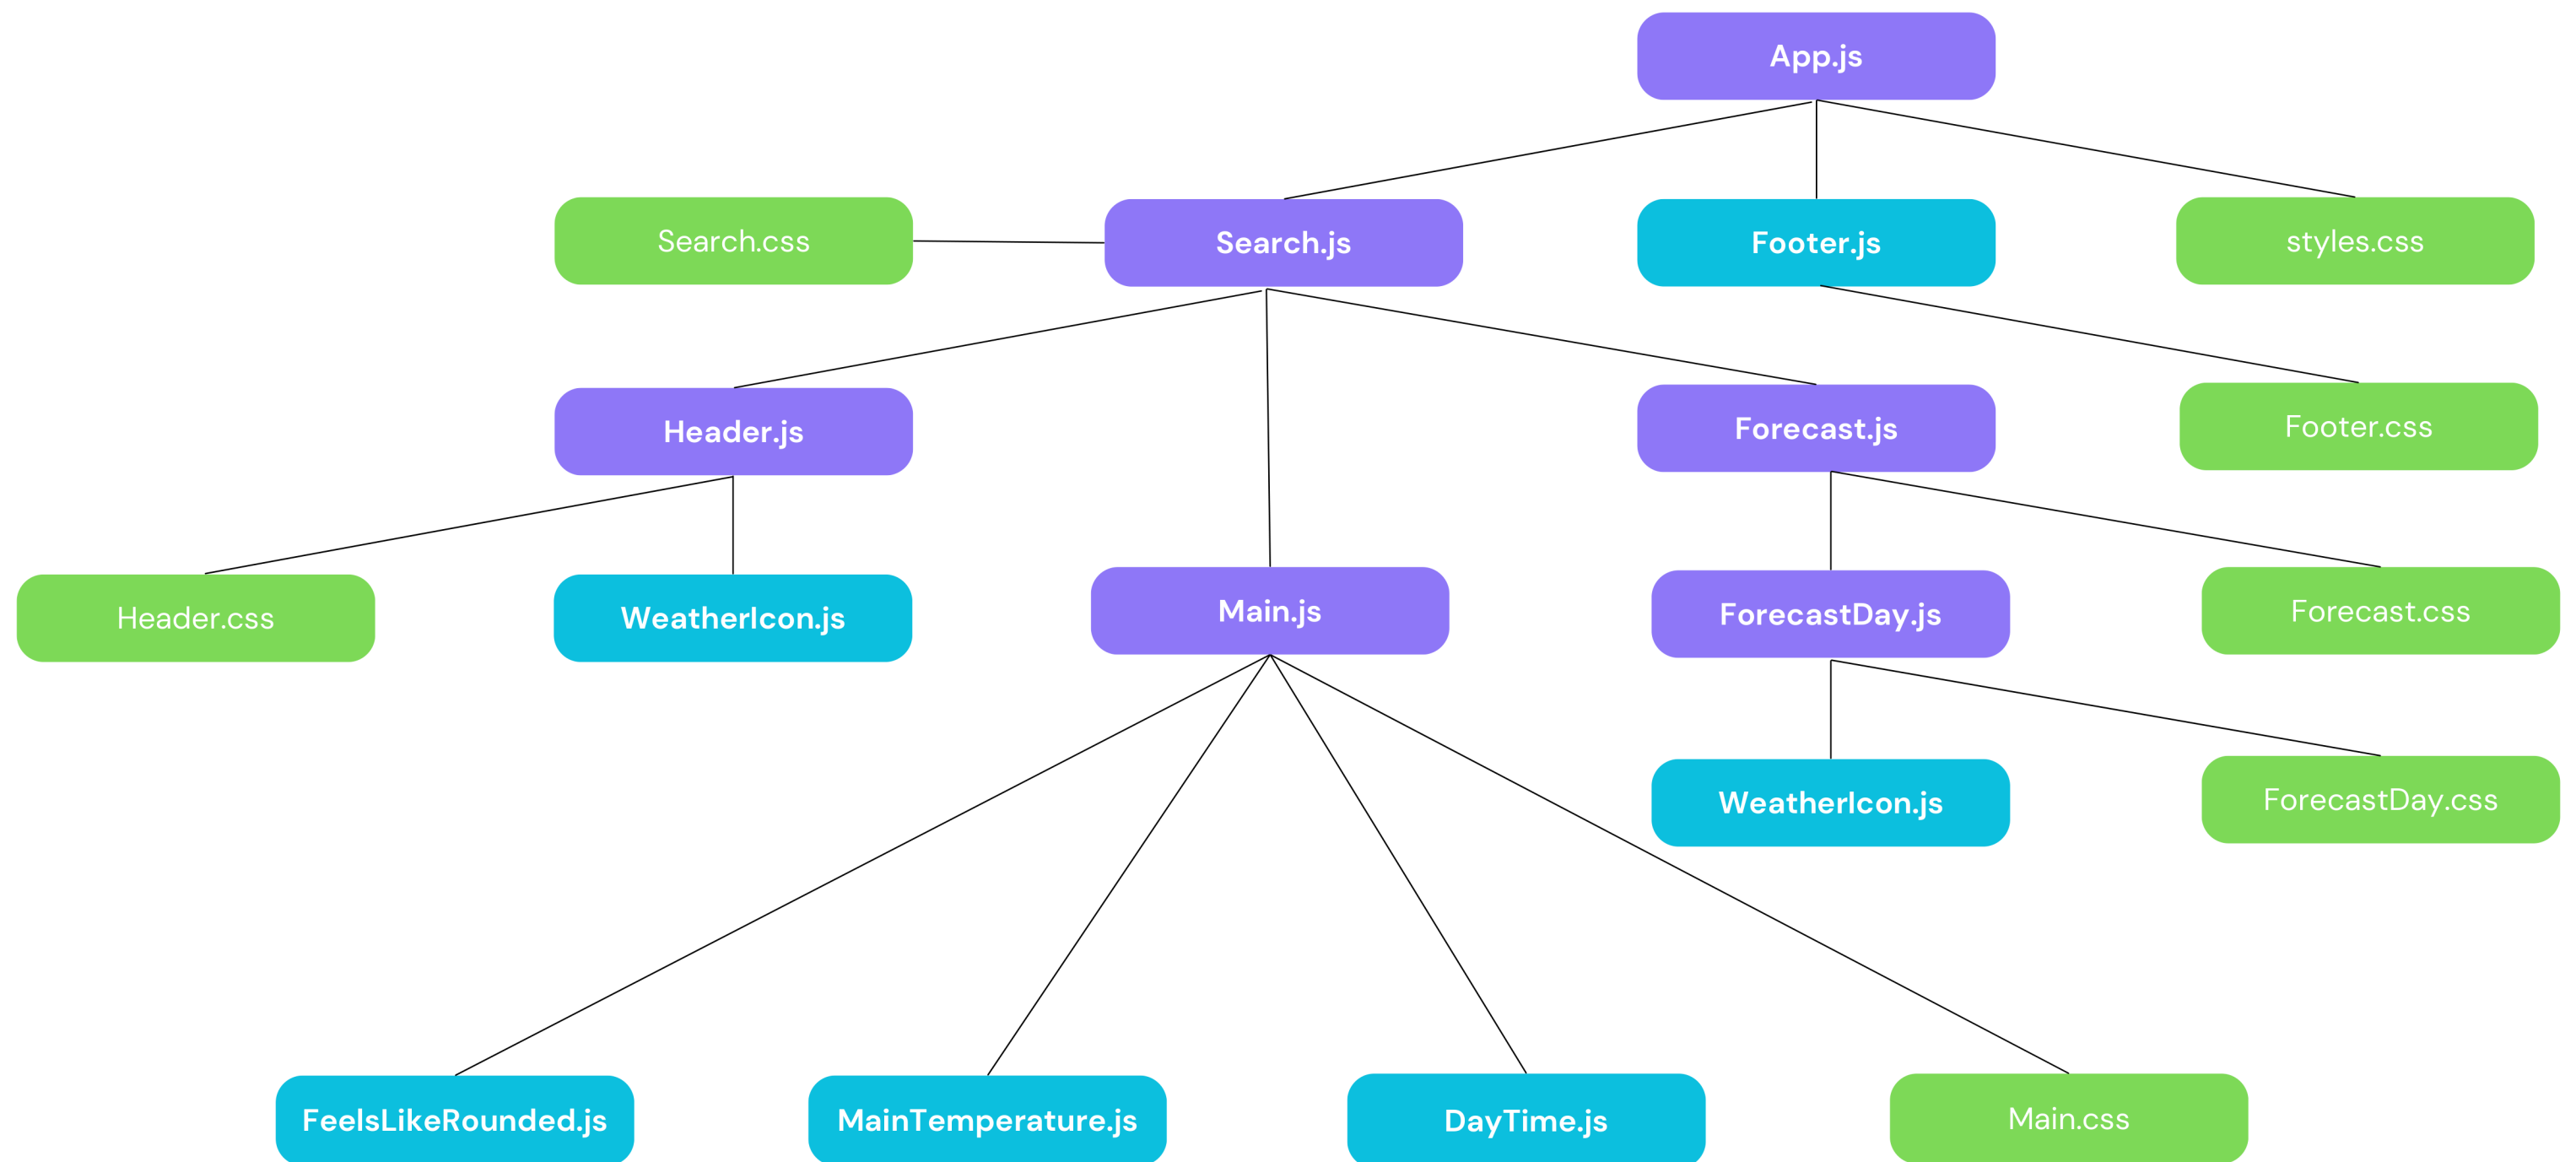 App.js
Search.css
Search.js
Footer.js
styles.css
Header.js
Forecast.js
Footer.css
Header.css
WeatherIcon.js
Main.js
ForecastDay.js
Forecast.css
WeatherIcon.js
ForecastDay.css
FeelsLikeRounded.js
MainTemperature.js
DayTime.js
Main.css